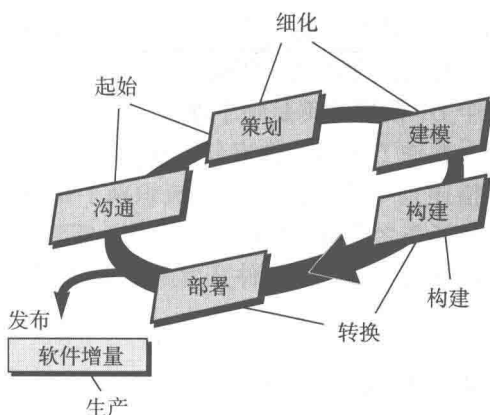 细化
起始
策划
建模
沟通
构建
部署
构建
发布
转换
软件增量
生产